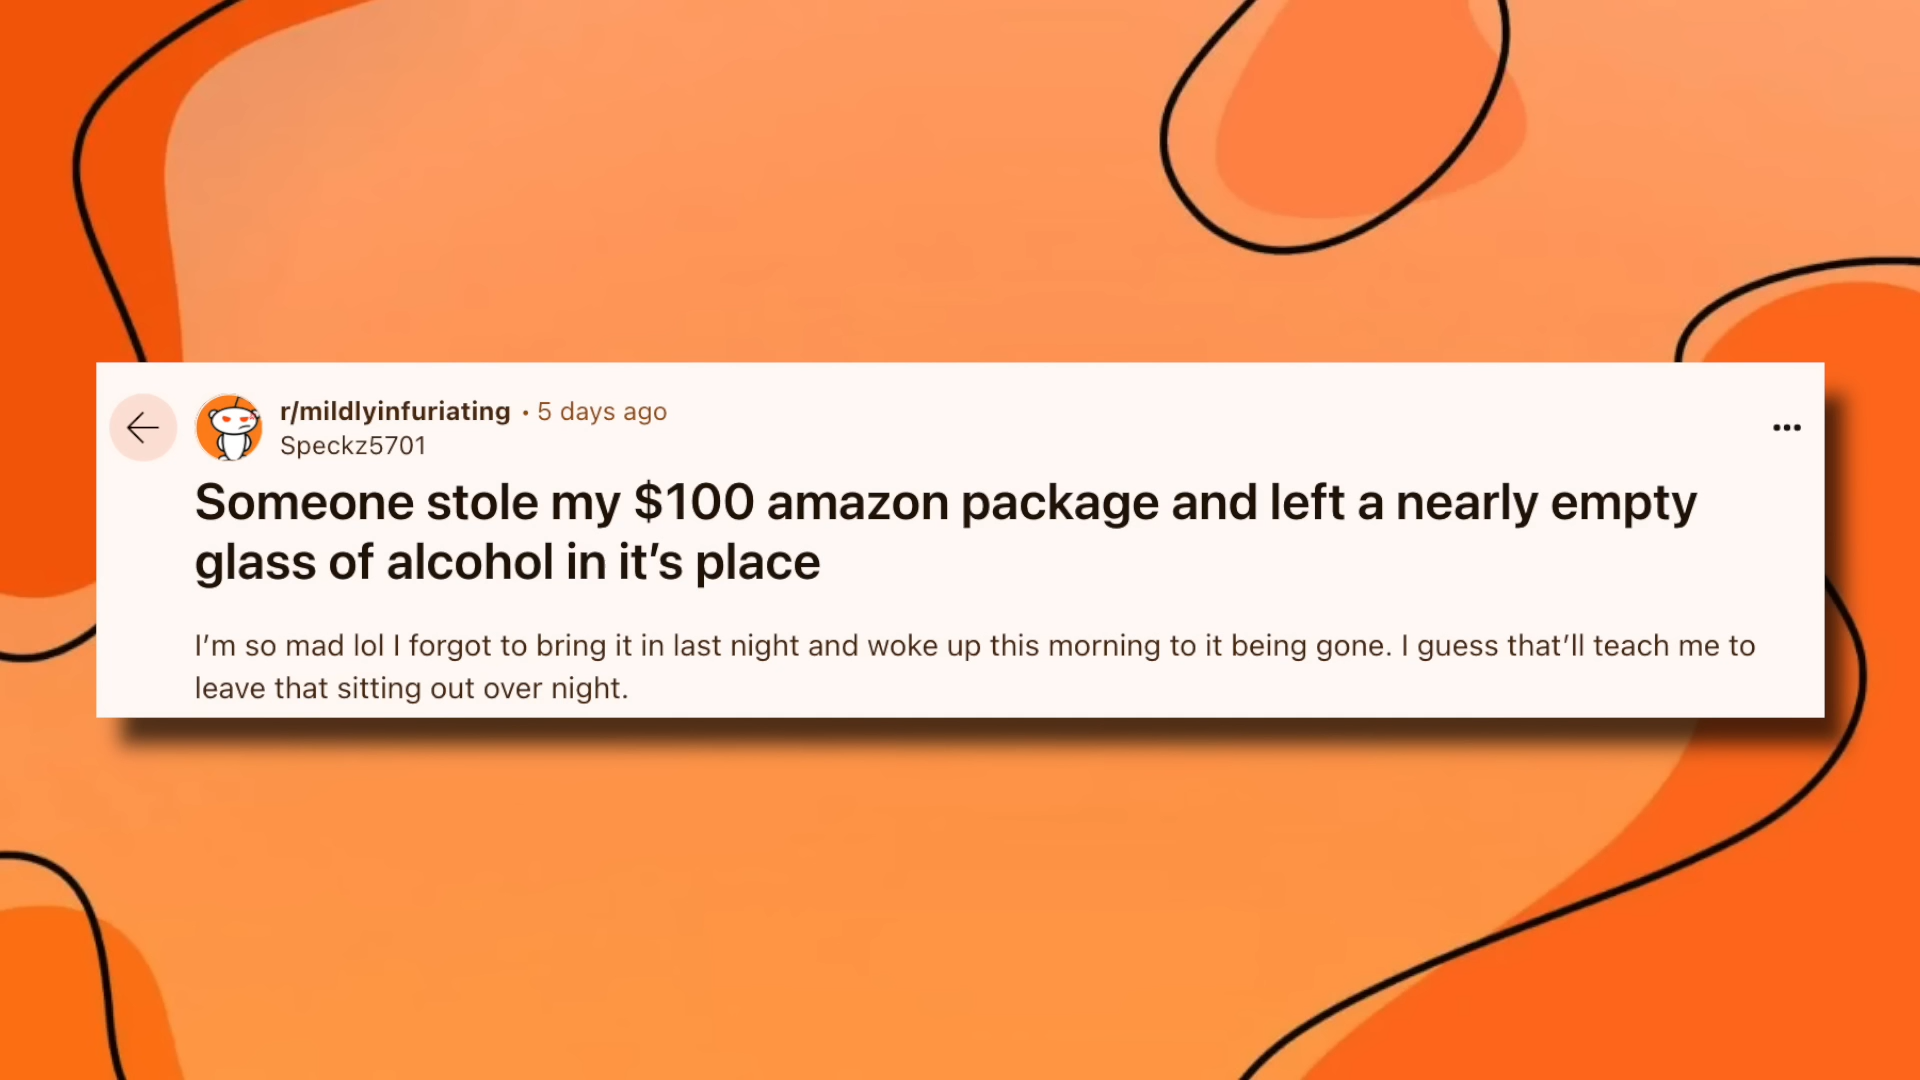 r/mildlyinfuriating • 5 days ago
Speckz5701
Someone stole my $100 amazon package and left a nearly empty
glass of alcohol in it’s place
I’m so mad lol I forgot to bring it in last night and woke up this morning to it being gone. I guess that’ll teach me to
leave that sitting out over night.